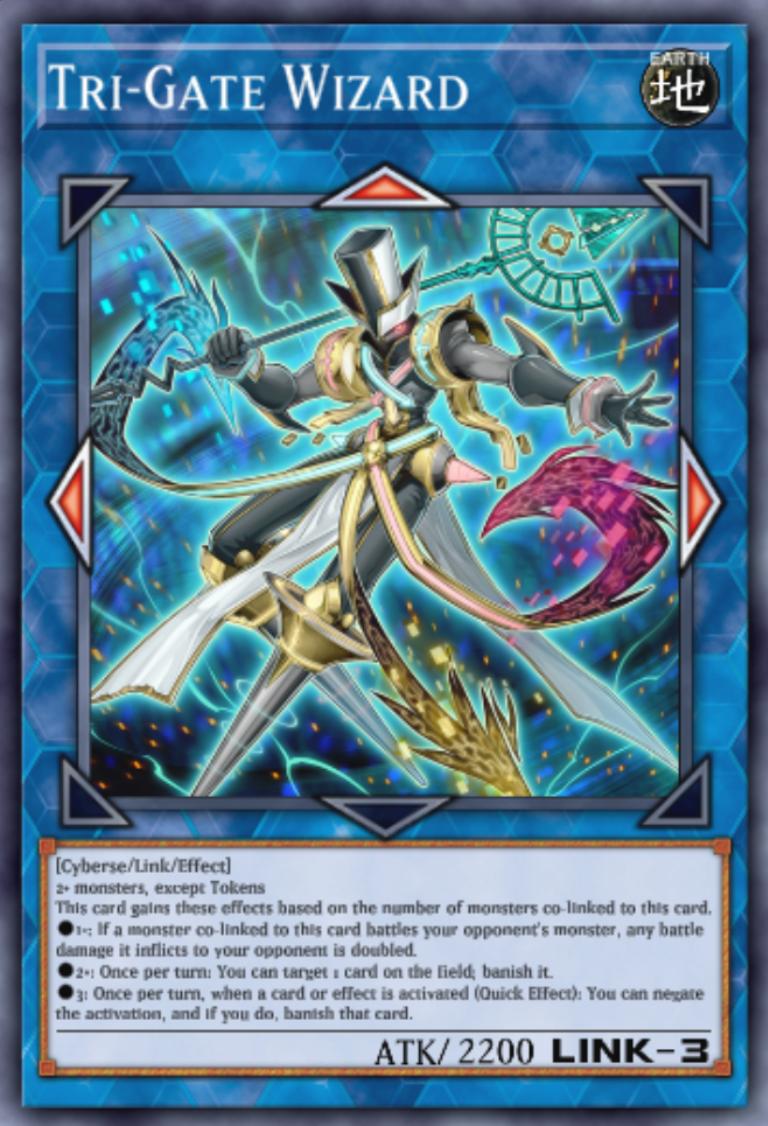 TRI-GATE WIZARD
EARTH
地
[Cyberse/Link/Effect]
2+ monsters, except Tokens
This card gains these effects based on the number of monsters co-linked to this card.
●1+: If a monster co-linked to this card battles your opponent's monster, any battle
damage it inflicts to your opponent is doubled.
●2+: Once per turn: You can target 1 card on the field; banish it.
●3: Once per turn, when a card or effect is activated (Quick Effect): You can negate
the activation, and if you do, banish that card.
ATK/ 2200 LINK-3